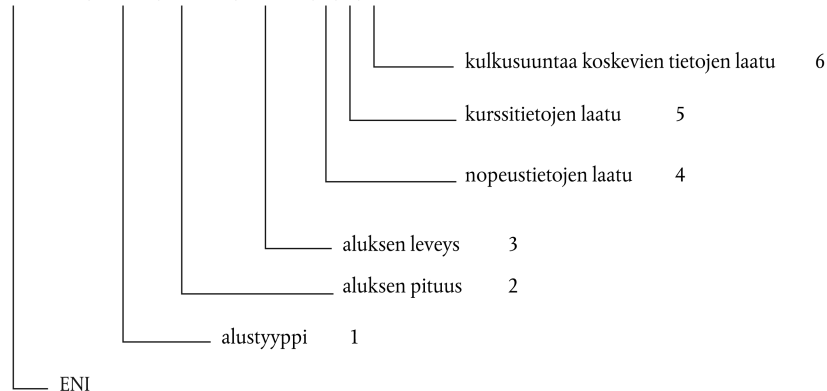 kulkusuuntaa koskevien tietojen laatu 6
kurssitietojen laatu 5
nopeustietojen laatu 4
aluksen leveys 3
aluksen pituus 2
alustyyppi 1
ENI